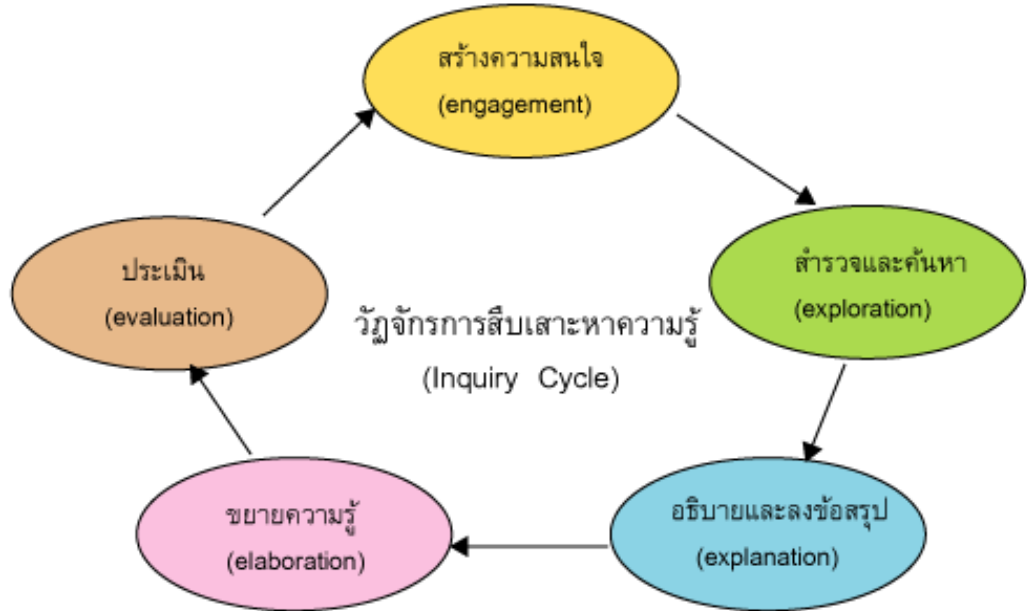 สร้างความสนใจ
(engagement)
สำรวจและค้นหา
(exploration)
อธิบายและลงข้อสรุป
(explanation)
ขยายความรู้
(elaboration)
ประเมิน
(evaluation)
วัฏจักรการสืบเสาะหาความรู้
(Inquiry Cycle)